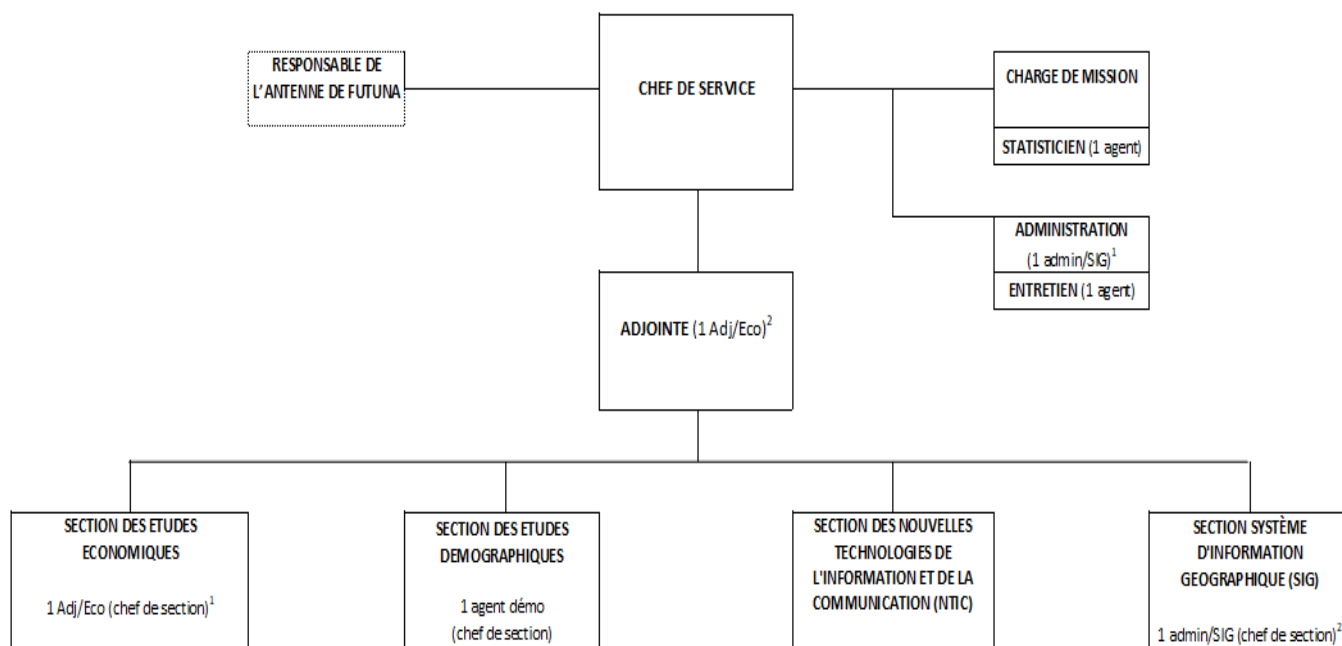 RESPONSABLE DE
L'ANTENNE DE FUTUNA
CHEF DE SERVICE
CHARGE DE MISSION
STATISTICIEN (1 agent)
ADMINISTRATION
(1 admin/SIG)1
ENTRETIEN (1 agent)
ADJOINTE (1 Adj/Eco)2
SECTION DES ETUDES
ECONOMIQUES
1 Adj/Eco (chef de section)1
SECTION DES ETUDES
DEMOGRAPHIQUES
1 agent démo
(chef de section)
SECTION DES NOUVELLES
TECHNOLOGIES DE
L'INFORMATION ET DE LA
COMMUNICATION (NTIC)
SECTION SYSTÈME
D'INFORMATION
GEOGRAPHIQUE (SIG)
1 admin/SIG (chef de section)2